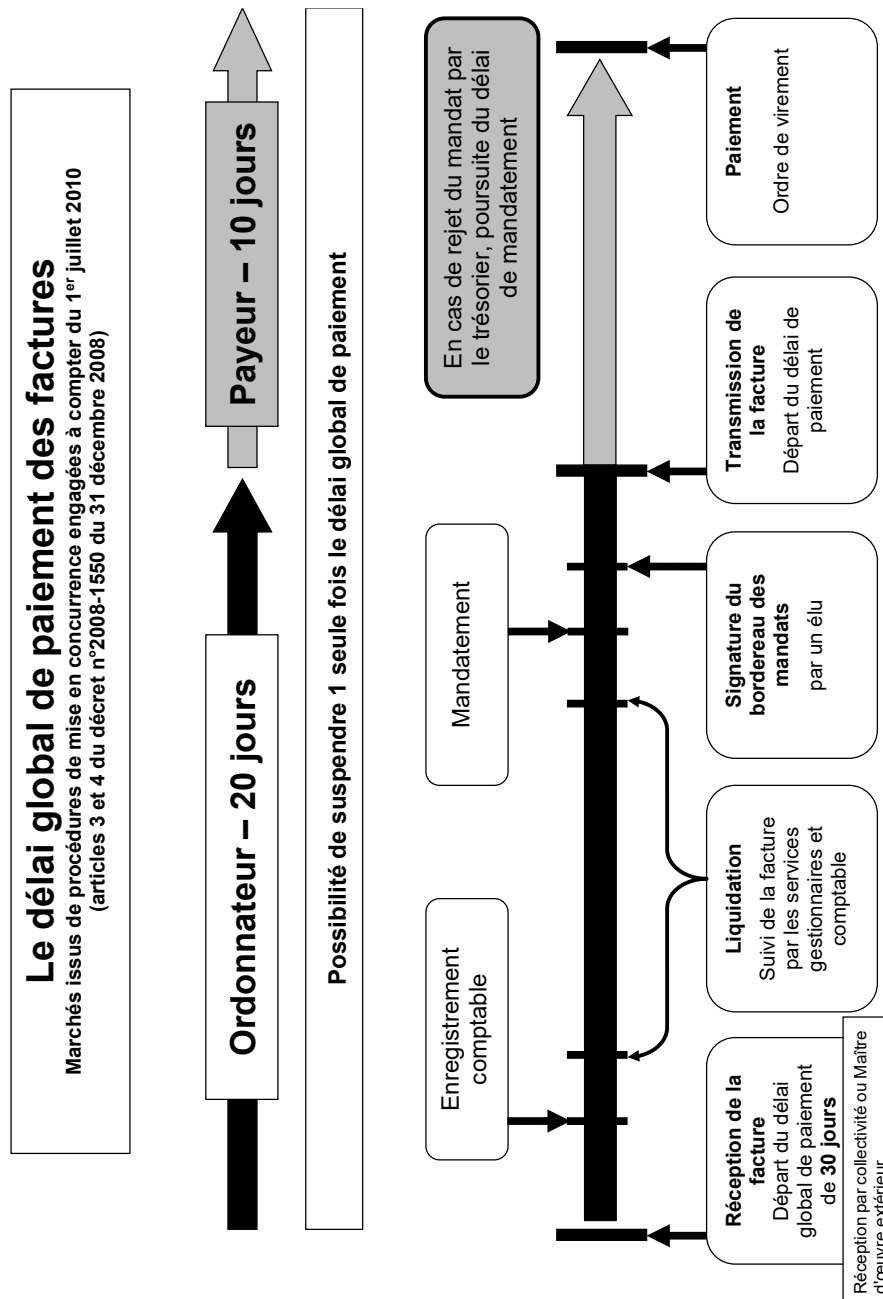 Le délai global de paiement des factures
Marchés issus de procédures de mise en concurrence engagées à compter du 1er juillet 2010
(articles 3 et 4 du décret n°2008-1550 du 31 décembre 2008)
Ordonnateur – 20 jours
Payeur – 10 jours
Possibilité de suspendre 1 seule fois le délai global de paiement
Enregistrement
comptable
Mandatement
En cas de rejet du mandat par
le trésorier, poursuite du délai
de mandatement
Réception de la
facture
Départ du délai
global de paiement
de 30 jours
Réception par collectivité ou Maître
d'œuvre extérieur
Liquidation
Suivi de la facture
par les services
gestionnaires et
comptable
Signature du
bordereau des
mandats
par un élu
Transmission de
la facture
Départ du délai de
paiement
Paiement
Ordre de virement